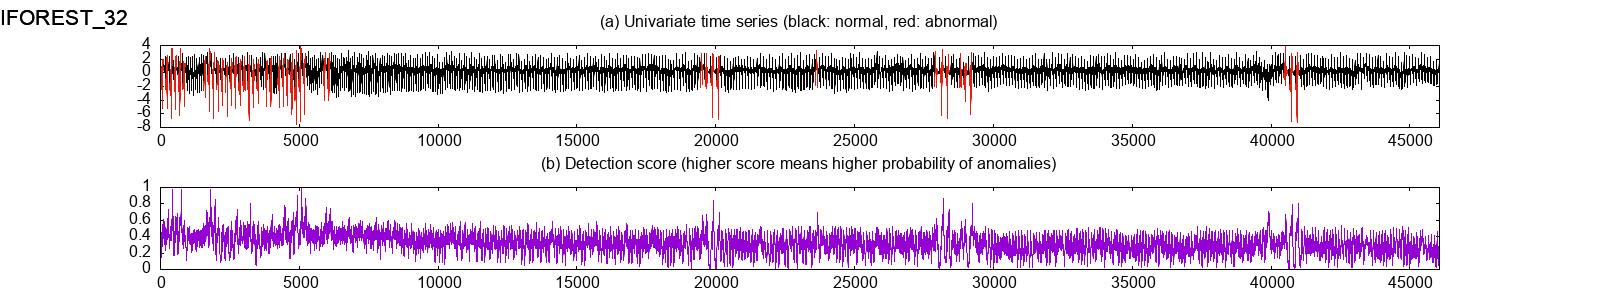 IFOREST_32
(a) Univariate time series (black: normal, red: abnormal)
4
2
0
-2
-4
-6
-8
0 5000 10000 15000 20000 25000 30000 35000 40000 45000
(b) Detection score (higher score means higher probability of anomalies)
1
0.8
0.6
0.4
0.2
0
0 5000 10000 15000 20000 25000 30000 35000 40000 45000